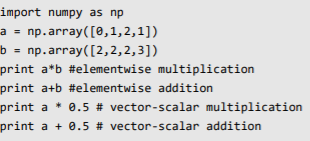 import numpy as np
a = np.array([0,1,2,1])
b = np.array([2,2,2,3])
print a*b #elementwise multiplication
print a+b #elementwise addition
print a * 0.5 # vector-scalar multiplication
print a + 0.5 # vector-scalar addition